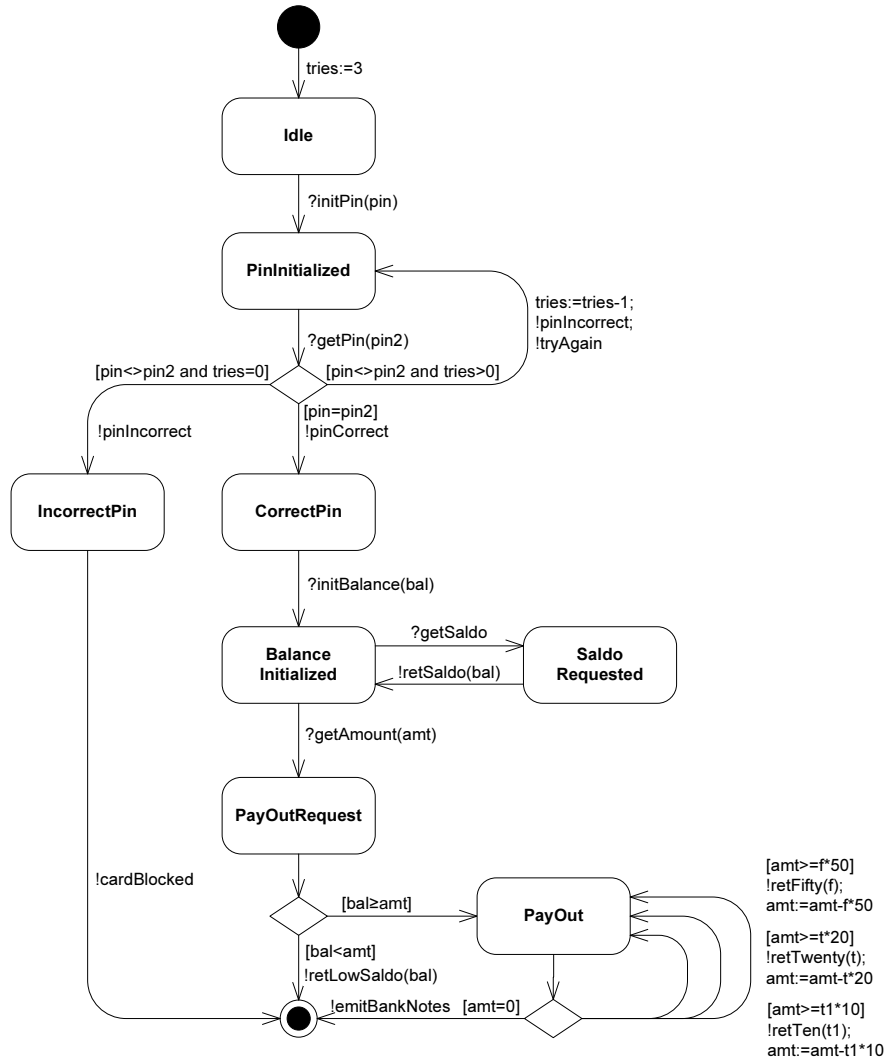 tries:=3
Idle
?initPin(pin)
PinInitialized
tries:=tries-1;
!pinIncorrect;
!tryAgain
?getPin(pin2)
[pin<>pin2 and tries=0]
[pin<>pin2 and tries>0]
[pin=pin2]
!pinCorrect
!pinIncorrect
IncorrectPin
CorrectPin
?initBalance(bal)
Balance
Initialized
?getSaldo
!retSaldo(bal)
Saldo
Requested
?getAmount(amt)
PayOutRequest
!cardBlocked
[bal≥amt]
PayOut
[bal<amt]
!retLowSaldo(bal)
!emitBankNotes
[amt=0]
[amt>=f*50]
!retFifty(f);
amt:=amt-f*50
[amt>=t*20]
!retTwenty(t);
amt:=amt-t*20
[amt>=t1*10]
!retTen(t1);
amt:=amt-t1*10